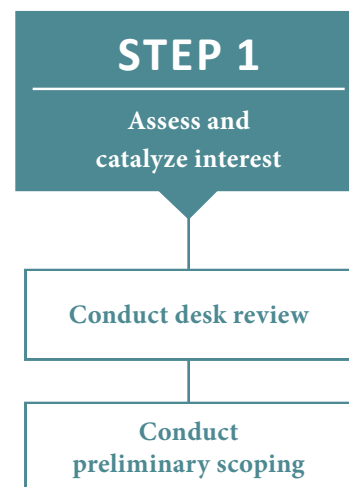 STEP 1
Assess and
catalyze interest
Conduct desk review
Conduct
preliminary scoping